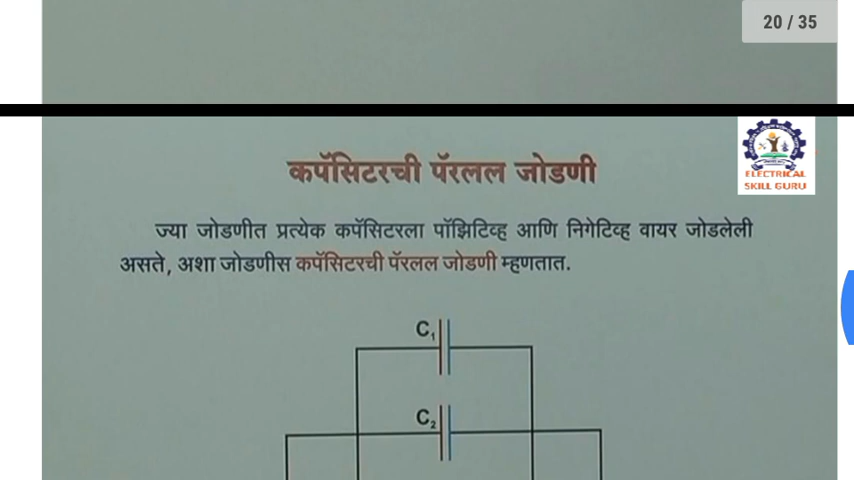 20 / 35
कपॅसिटरची पॅरलल जोडणी
ELECTRICAL
SKILL GURU
ज्या जोडणीत प्रत्येक कपॅसिटरला पॉझिटिव्ह आणि निगेटिव्ह वायर जोडलेली
असते, अशा जोडणीस कपॅसिटरची पॅरलल जोडणी म्हणतात.
C₁
C₂